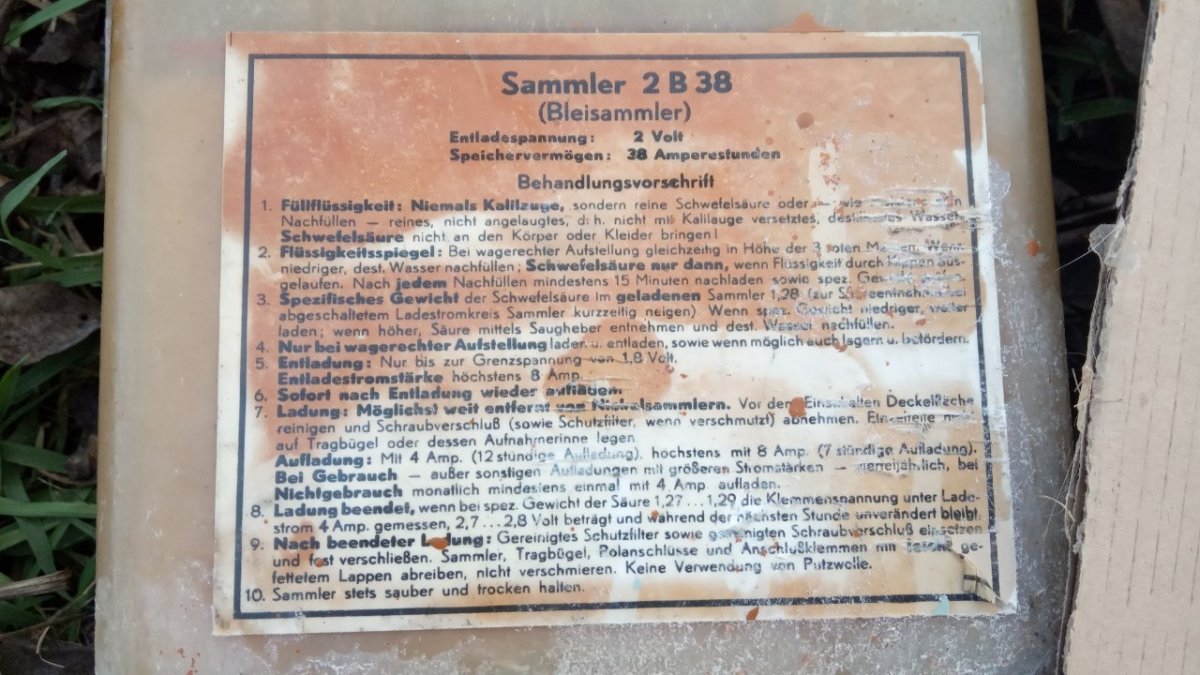 Sammler 2 B 38
(Bleisammler)
Entladespannung: 2 Volt
Speichervermögen: 38 Amperestunden
Behandlungsvorschrift
1. Füllflüssigkeit: Niemals Kalilauge, sondern reine Schwefelsäure oder – wie
Nachfüllen – reines, nicht angelaugtes, d. h. nicht mit Kalilauge versetztes, Wasser.
Schwefelsäure nicht an den Körper oder Kleider bringen!
2. Flüssigkeitsspiegel: Bei wagerechter Aufstellung gleichzeitig in Höhe der 3 roten Wenn
niedriger, dest. Wasser nachfüllen; Schwefelsäure nur dann, wenn Flüssigkeit durch Kippen aus-
gelaufen. Nach jedem Nachfüllen mindestens 15 Minuten nachladen sowie spez.
3. Spezifisches Gewicht der Schwefelsäure im geladenen Sammler 1,28 (zur bei
abgeschaltetem Ladestromkreis Sammler kurzzeitig neigen). Wenn spez. Gewicht niedriger, weiter
laden; wenn höher, Säure mittels Saugheber entnehmen und dest. Wasser nachfüllen.
4. Nur bei wagerechter Aufstellung laden u. entladen, sowie wenn möglich auch lagern u. befördern.
5. Entladung: Nur bis zur Grenzspannung von 1,8 Volt.
Entladestromstärke höchstens 8 Amp.
6. Sofort nach Entladung wieder aufladen.
7. Ladung: Möglichst weit entfernt von Nickelsammlern. Vor dem Einschalten Deckelfläche
reinigen und Schraubverschluß (sowie Schutzfilter, wenn verschmutzt) abnehmen.
auf Tragbügel oder dessen Aufnahmerinne legen
Aufladung: Mit 4 Amp. (12 stündige Aufladung), höchstens mit 8 Amp. (7 stündige Aufladung).
Bei Gebrauch – außer sonstigen Aufladungen mit größeren Stromstärken – vierteljährlich, bei
Nichtgebrauch monatlich mindestens einmal mit 4 Amp. aufladen.
8. Ladung beendet, wenn bei spez. Gewicht der Säure 1,27 . . . 1,29 die Klemmenspannung unter Lade-
strom 4 Amp. gemessen, 2,7 . . . 2,8 Volt beträgt und während der nächsten Stunde unverändert bleibt.
9. Nach beendeter Ladung: Gereinigtes Schutzfilter sowie gereinigten Schraubverschluß einsetzen
und fest verschließen. Sammler, Tragbügel, Polanschlüsse und Anschlußklemmen mit ge-
fettetem Lappen abreiben, nicht verschmieren. Keine Verwendung von Putzwolle.
10. Sammler stets sauber und trocken halten.